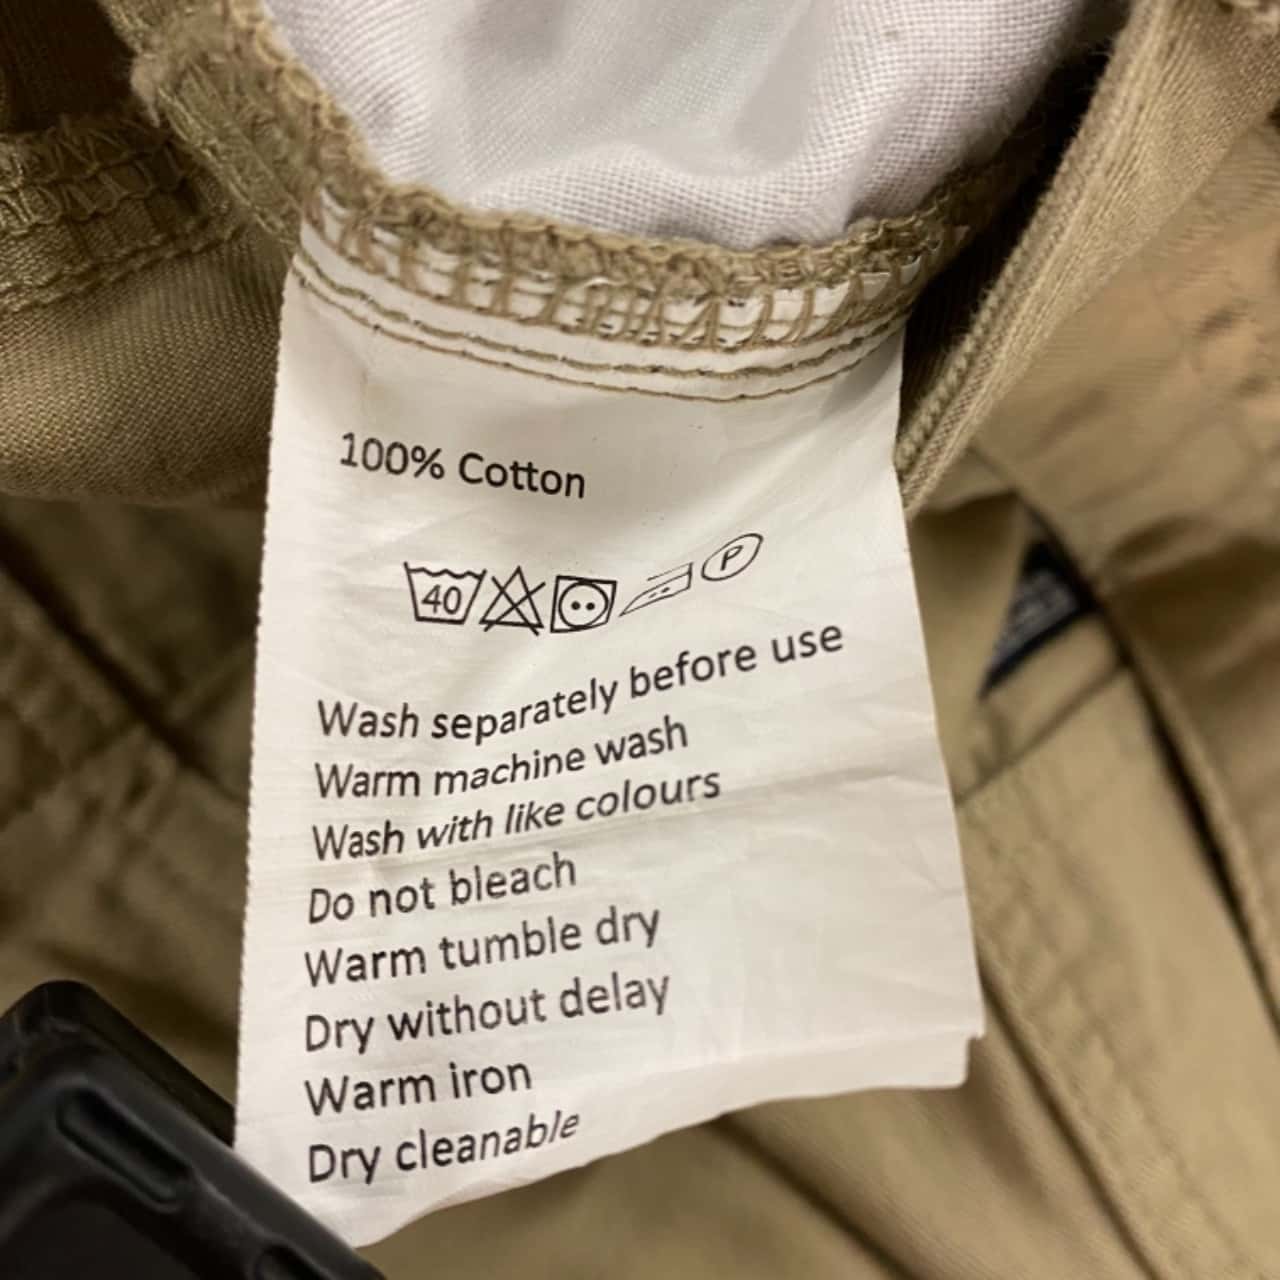 100% Cotton
40 P
Wash separately before use
Warm machine wash
Wash with like colours
Do not bleach
Warm tumble dry
Dry without delay
Warm iron
Dry cleanable